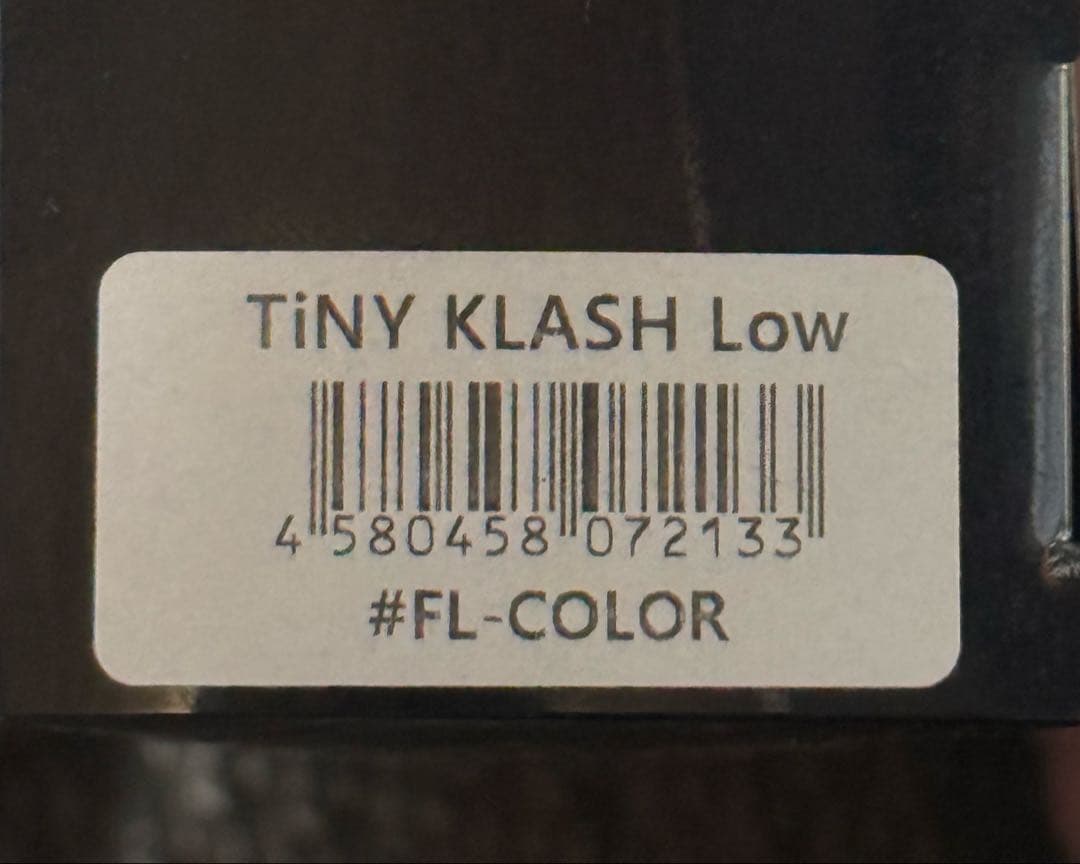 TiNY KLASH Low
4 580458 072133
#FL-COLOR